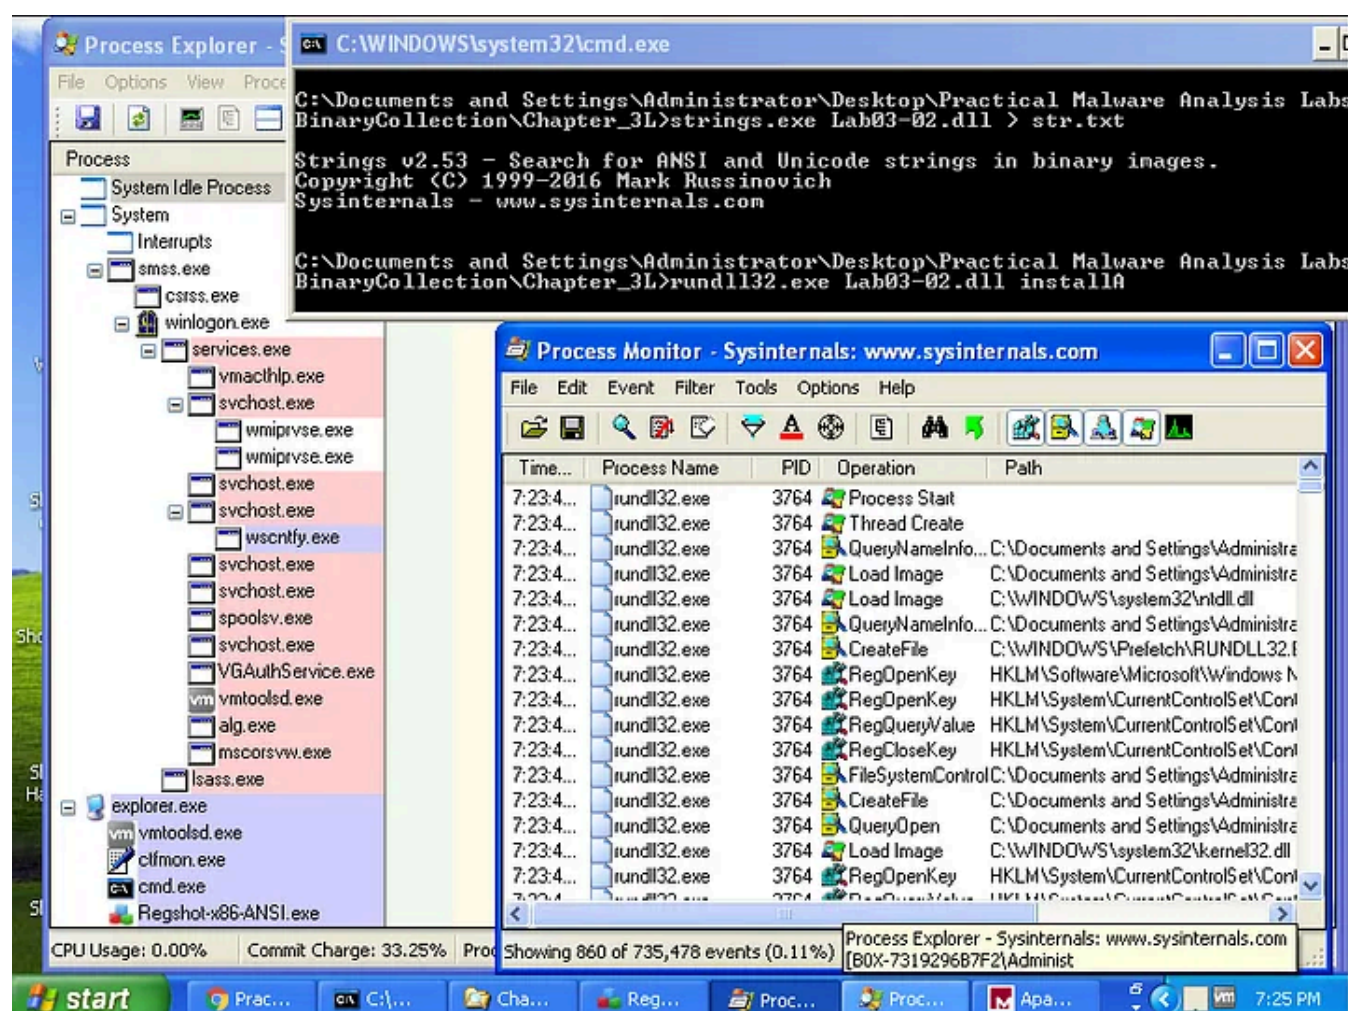 Process Explorer - S
C:\WINDOWS\system32\cmd.exe
File Options View Proce
C:\Documents and Settings\Administrator\Desktop\Practical Malware Analysis Labs
BinaryCollection\Chapter_3L>strings.exe Lab03-02.dll > str.txt
Strings v2.53 - Search for ANSI and Unicode strings in binary images.
Copyright (C) 1999-2016 Mark Russinovich
Sysinternals - www.sysinternals.com
C:\Documents and Settings\Administrator\Desktop\Practical Malware Analysis Labs
BinaryCollection\Chapter_3L>rundll32.exe Lab03-02.dll installA
Process
System Idle Process
System
Interrupts
smss.exe
csrss.exe
winlogon.exe
services.exe
vmacthlp.exe
svchost.exe
wmiprvse.exe
wmiprvse.exe
svchost.exe
svchost.exe
wscntfy.exe
svchost.exe
svchost.exe
spoolsv.exe
svchost.exe
VGAuthService.exe
vmtoolsd.exe
alg.exe
mscorsvw.exe
lsass.exe
explorer.exe
vmtoolsd.exe
ctfmon.exe
cmd.exe
Regshot-x86-ANSI.exe
CPU Usage: 0.00% Commit Charge: 33.25% Proc
Process Monitor - Sysinternals: www.sysinternals.com
File Edit Event Filter Tools Options Help
Time... Process Name PID Operation Path
7:23:4... rundll32.exe 3764 Process Start
7:23:4... rundll32.exe 3764 Thread Create
7:23:4... rundll32.exe 3764 QueryNameInfo... C:\Documents and Settings\Administra
7:23:4... rundll32.exe 3764 Load Image C:\Documents and Settings\Administra
7:23:4... rundll32.exe 3764 Load Image C:\WINDOWS\system32\ntdll.dll
7:23:4... rundll32.exe 3764 QueryNameInfo... C:\Documents and Settings\Administra
7:23:4... rundll32.exe 3764 CreateFile C:\WINDOWS\Prefetch\RUNDLL32.E
7:23:4... rundll32.exe 3764 RegOpenKey HKLM\Software\Microsoft\Windows N
7:23:4... rundll32.exe 3764 RegOpenKey HKLM\System\CurrentControlSet\Cont
7:23:4... rundll32.exe 3764 RegQueryValue HKLM\System\CurrentControlSet\Cont
7:23:4... rundll32.exe 3764 RegCloseKey HKLM\System\CurrentControlSet\Cont
7:23:4... rundll32.exe 3764 FileSystemControl C:\Documents and Settings\Administra
7:23:4... rundll32.exe 3764 CreateFile C:\Documents and Settings\Administra
7:23:4... rundll32.exe 3764 QueryOpen C:\Documents and Settings\Administra
7:23:4... rundll32.exe 3764 Load Image C:\WINDOWS\system32\kernel32.dll
7:23:4... rundll32.exe 3764 RegOpenKey HKLM\System\CurrentControlSet\Cont
Showing 860 of 735,478 events (0.11%)
Process Explorer - Sysinternals: www.sysinternals.com
[BOX-7319296B7F2\Administ
start Prac... C:\... Cha... Reg... Proc... Proc... Apa... 7:25 PM